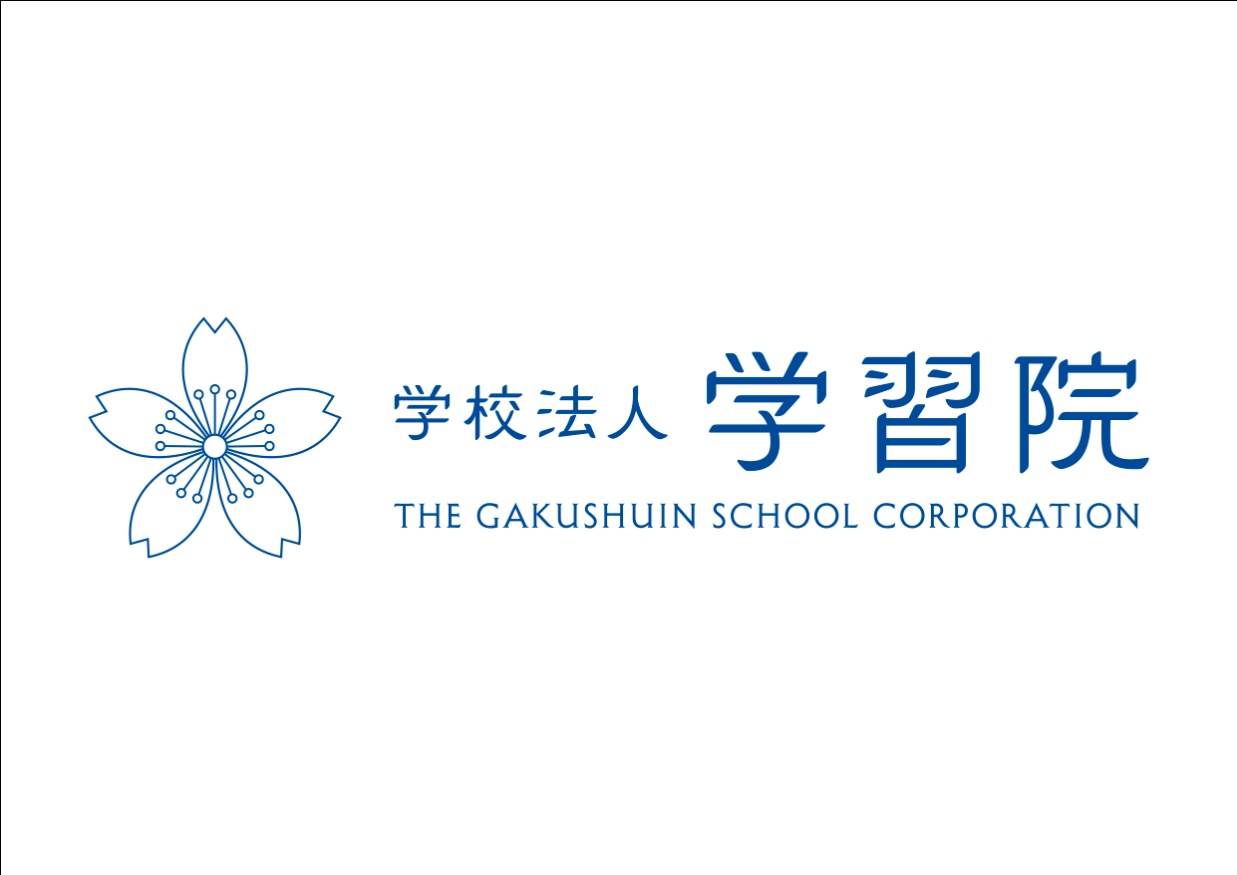 学校法人 学習院
THE GAKUSHUIN SCHOOL CORPORATION